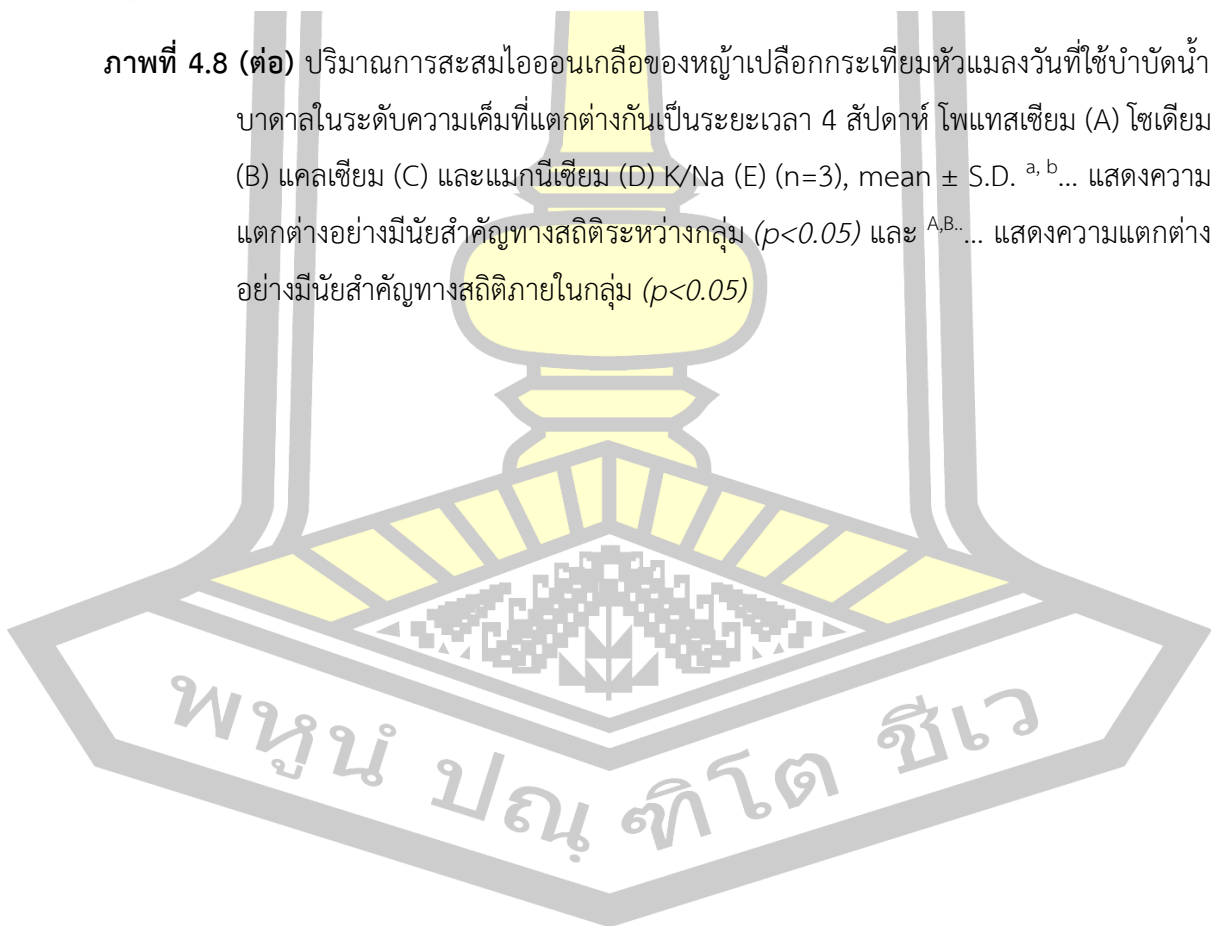 ภาพที่ 4.8 (ต่อ) ปริมาณการสะสมไอออนเกลือของหญ้าเปลือกกระเทียมหัวแมลงวันที่ใช้บำบัดน้ำ
บาดาลในระดับความเค็มที่แตกต่างกันเป็นระยะเวลา 4 สัปดาห์ โพแทสเซียม (A) โซเดียม
(B) แคลเซียม (C) และแมกนีเซียม (D) K/Na (E) (n=3), mean ± S.D. a, b... แสดงความ
แตกต่างอย่างมีนัยสำคัญทางสถิติระหว่างกลุ่ม (p<0.05) และ A,B..... แสดงความแตกต่าง
อย่างมีนัยสำคัญทางสถิติภายในกลุ่ม (p<0.05)
พหูนํ ปณฺ ฑิโต ชีเว